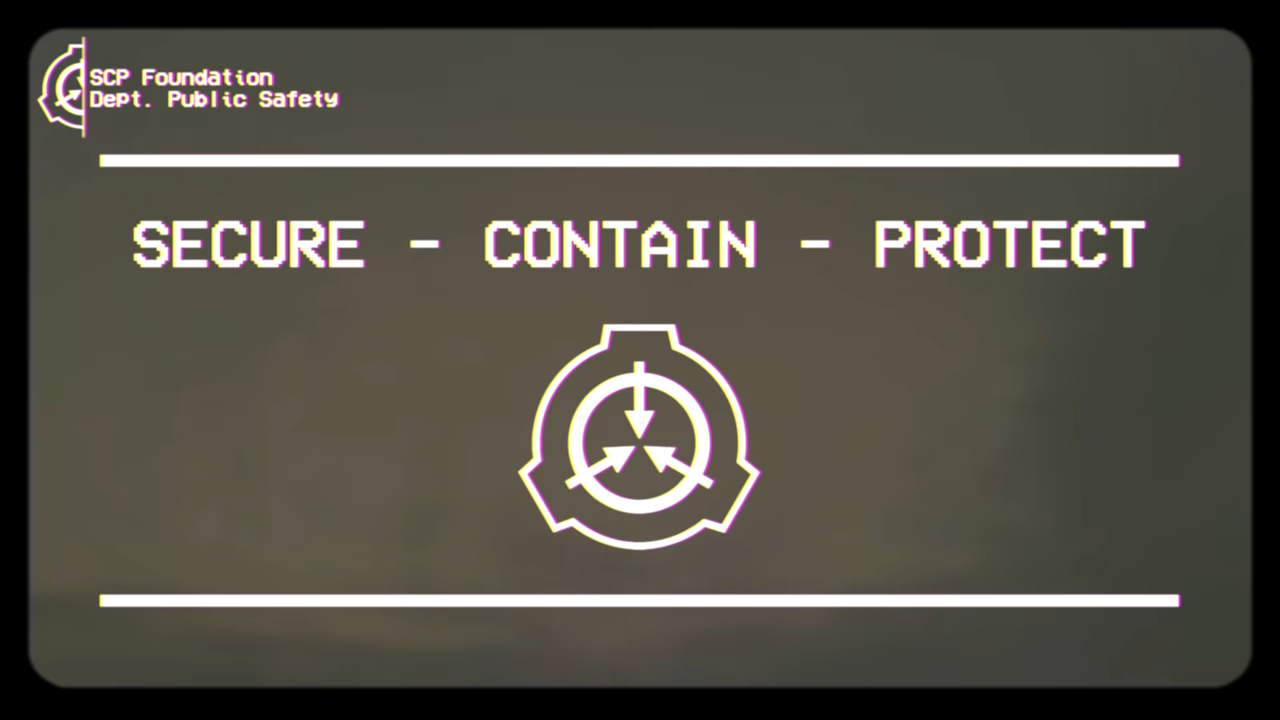 SCP Foundation
Dept. Public Safety
SECURE - CONTAIN - PROTECT